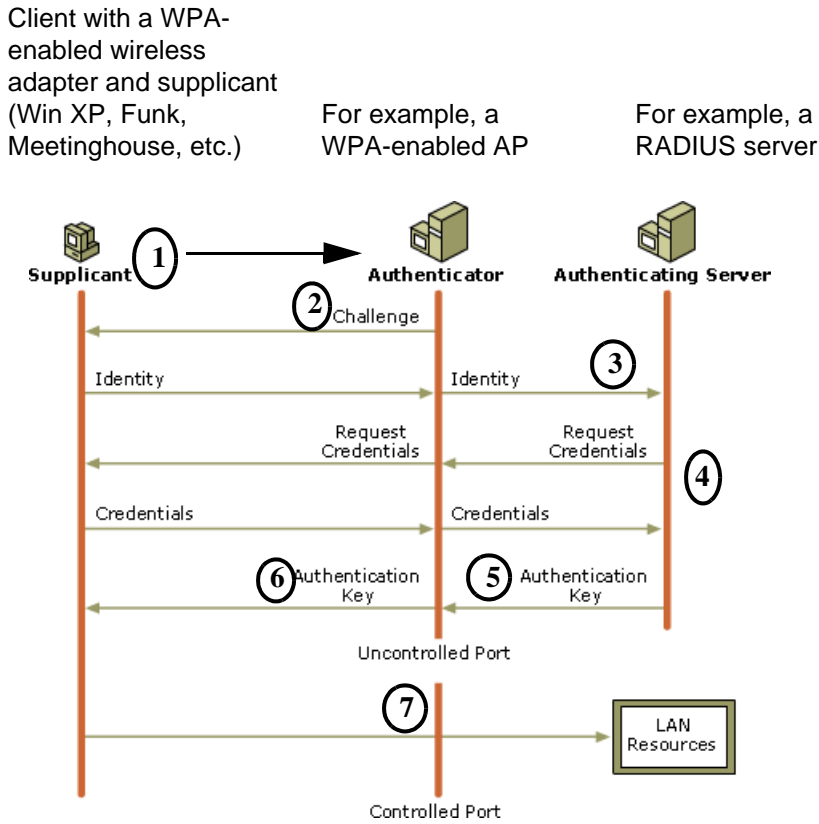 Client with a WPA-
enabled wireless
adapter and supplicant
(Win XP, Funk,
Meetinghouse, etc.)
For example, a
WPA-enabled AP
For example, a
RADIUS server
1
Supplicant
Authenticator
Authenticating Server
2
Challenge
3
Identity
Identity
Request
Credentials
Request
Credentials
4
Credentials
Credentials
6
Authentication
Key
5
Authentication
Key
Uncontrolled Port
7
LAN
Resources
Controlled Port